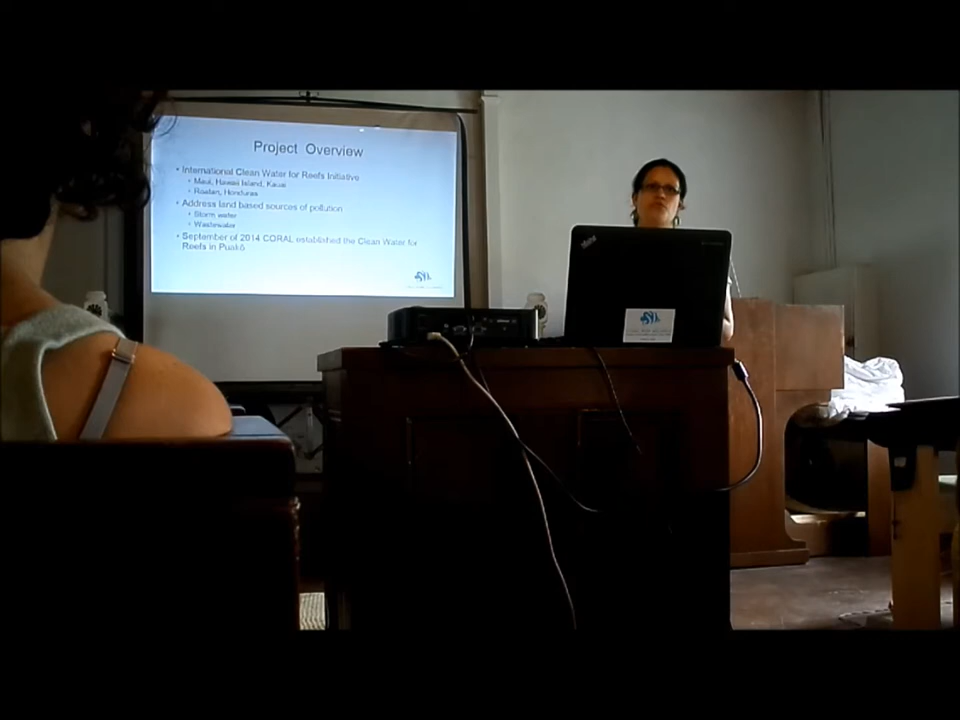 Project Overview
• International Clean Water for Reefs Initiative
• Maui, Hawaii Island, Kauai
• Roatan, Honduras
• Address land based sources of pollution
• Storm water
• Wastewater
• September of 2014 CORAL established the Clean Water for
Reefs in Puakō